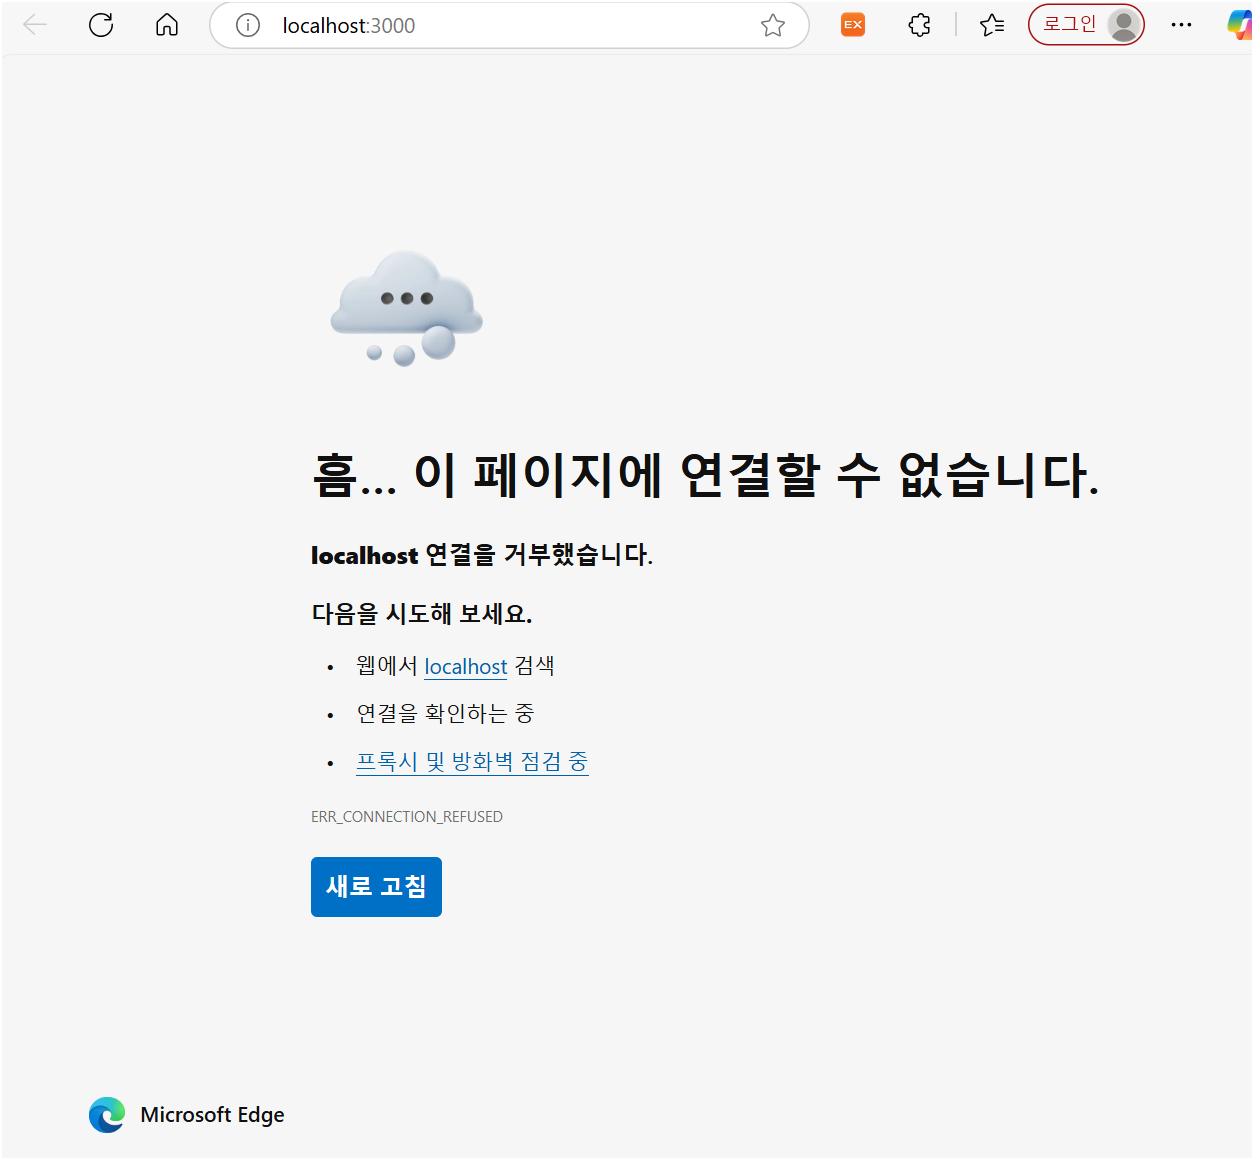 localhost:3000
EX
로그인
흠... 이 페이지에 연결할 수 없습니다.
localhost 연결을 거부했습니다.
다음을 시도해 보세요.
• 웹에서 localhost 검색
• 연결을 확인하는 중
• 프록시 및 방화벽 점검 중
ERR_CONNECTION_REFUSED
새로 고침
Microsoft Edge